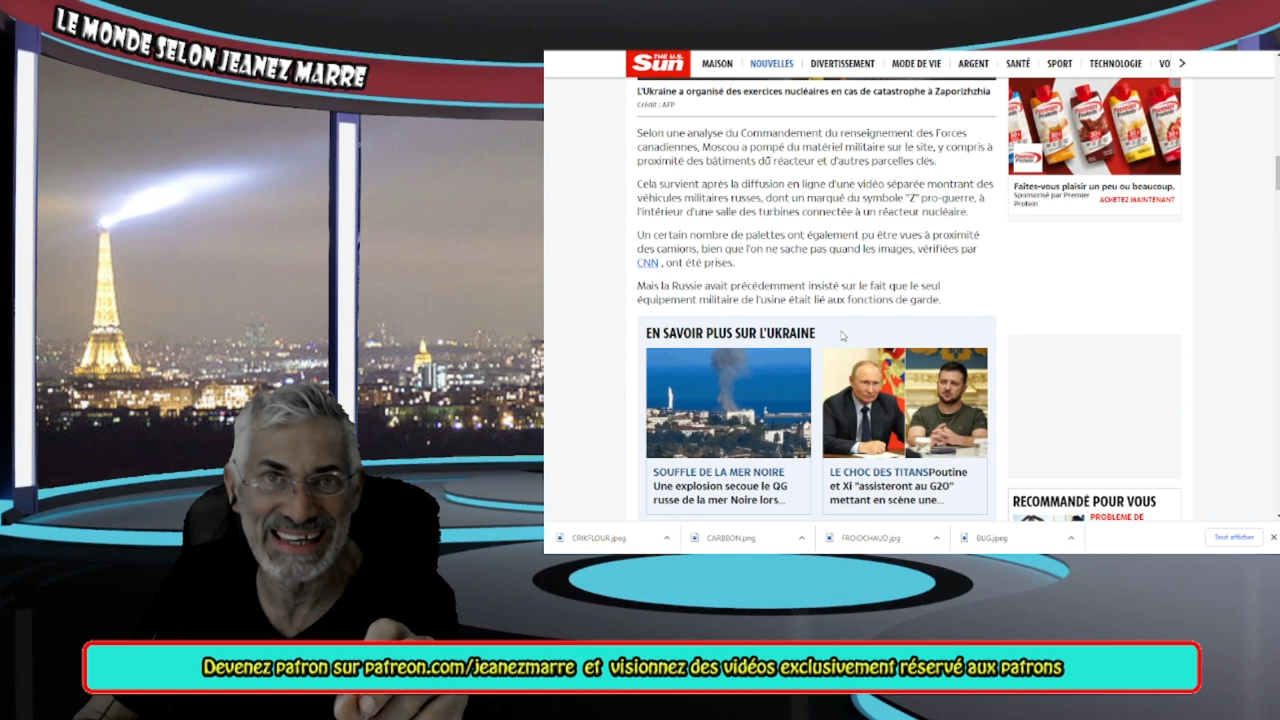 LE MONDE SELON JEANEZ MARRE
THE U.S. Sun
MAISON NOUVELLES DIVERTISSEMENT MODE DE VIE ARGENT SANTÉ SPORT TECHNOLOGIE VO
L'Ukraine a organisé des exercices nucléaires en cas de catastrophe à Zaporizhzhia
Crédit : AFP
Selon une analyse du Commandement du renseignement des Forces
canadiennes, Moscou a pompé du matériel militaire sur le site, y compris à
proximité des bâtiments du réacteur et d'autres parcelles clés.
Cela survient après la diffusion en ligne d'une vidéo séparée montrant des
véhicules militaires russes, dont un marqué du symbole "Z" pro-guerre, à
l'intérieur d'une salle des turbines connectée à un réacteur nucléaire.
Un certain nombre de palettes ont également pu être vues à proximité
des camions, bien que l'on ne sache pas quand les images, vérifiées par
CNN , ont été prises.
Mais la Russie avait précédemment insisté sur le fait que le seul
équipement militaire de l'usine était lié aux fonctions de garde.
EN SAVOIR PLUS SUR L'UKRAINE
SOUFFLE DE LA MER NOIRE
Une explosion secoue le QG
russe de la mer Noire lors...
LE CHOC DES TITANSPoutine
et Xi "assisteront au G20"
mettant en scène une...
Premier Protein
Faites-vous plaisir un peu ou beaucoup.
Sponsorisé par Premier
Protein
ACHETEZ MAINTENANT
RECOMMANDÉ POUR VOUS
PROBLÈME DE
CRIKFLOUR.jpeg
CARBBON.png
FROIDCHAUD.jpg
BUG.jpeg
Tout afficher
Devenez patron sur patreon.com/jeanezmarre et visionnez des vidéos exclusivement réservé aux patrons